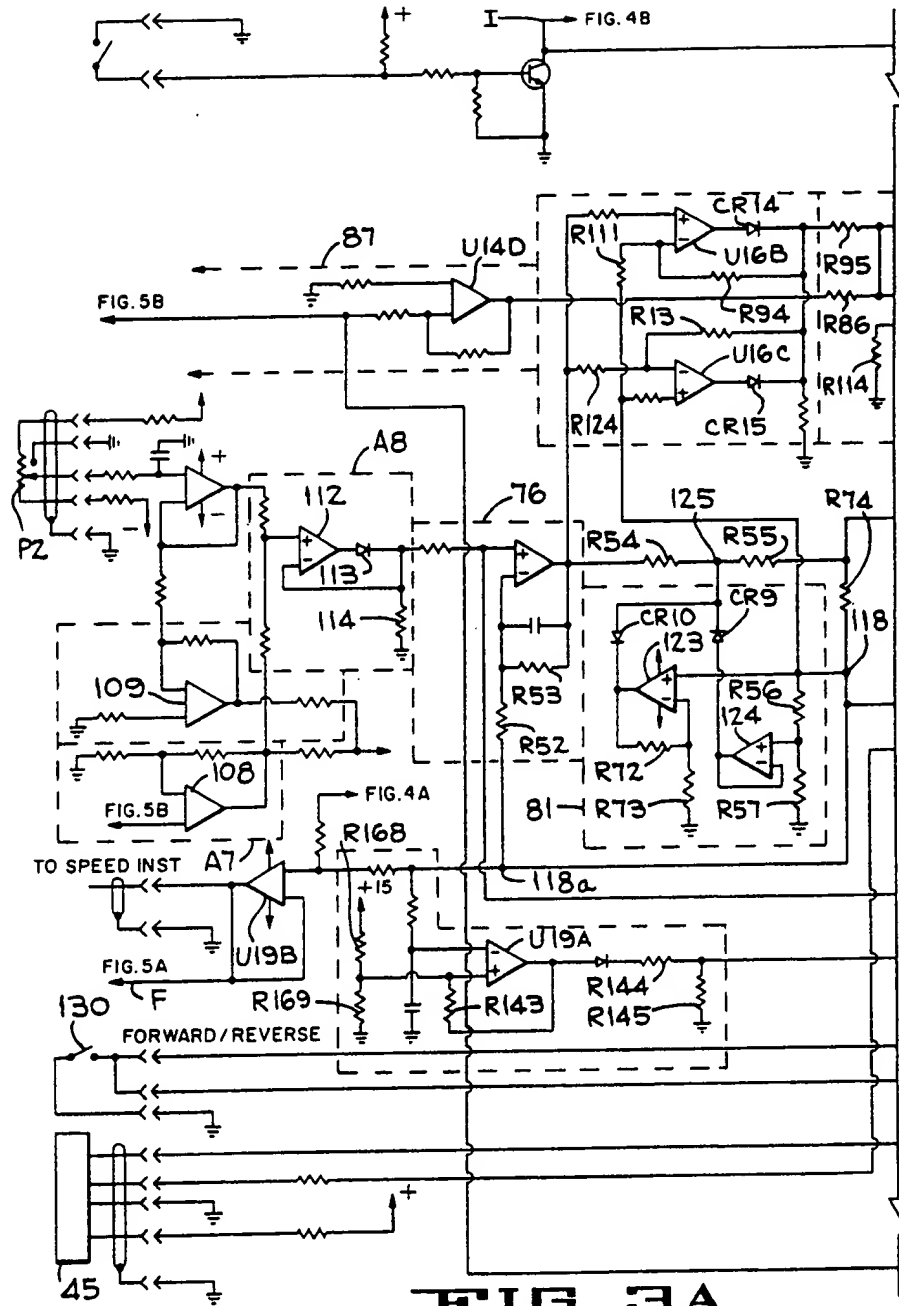 +
I
FIG. 4B
87
U14D
CR14
R111
U16B
R95
FIG.5B
R94
R86
R13
U16C
R114
R124
CR15
A8
+
112
76
125
R74
-
P2
113
R54
R55
114
CR10
CR9
118
123
109
R53
R56
124
R52
R72
108
R57
FIG.5B
FIG.4A
81
R73
A7
R168
TO SPEED INST
+15
118a
U19B
U19A
FIG.5A
R169
R143
R144
F
R145
130
FORWARD/REVERSE
+
45
FIG. 3A